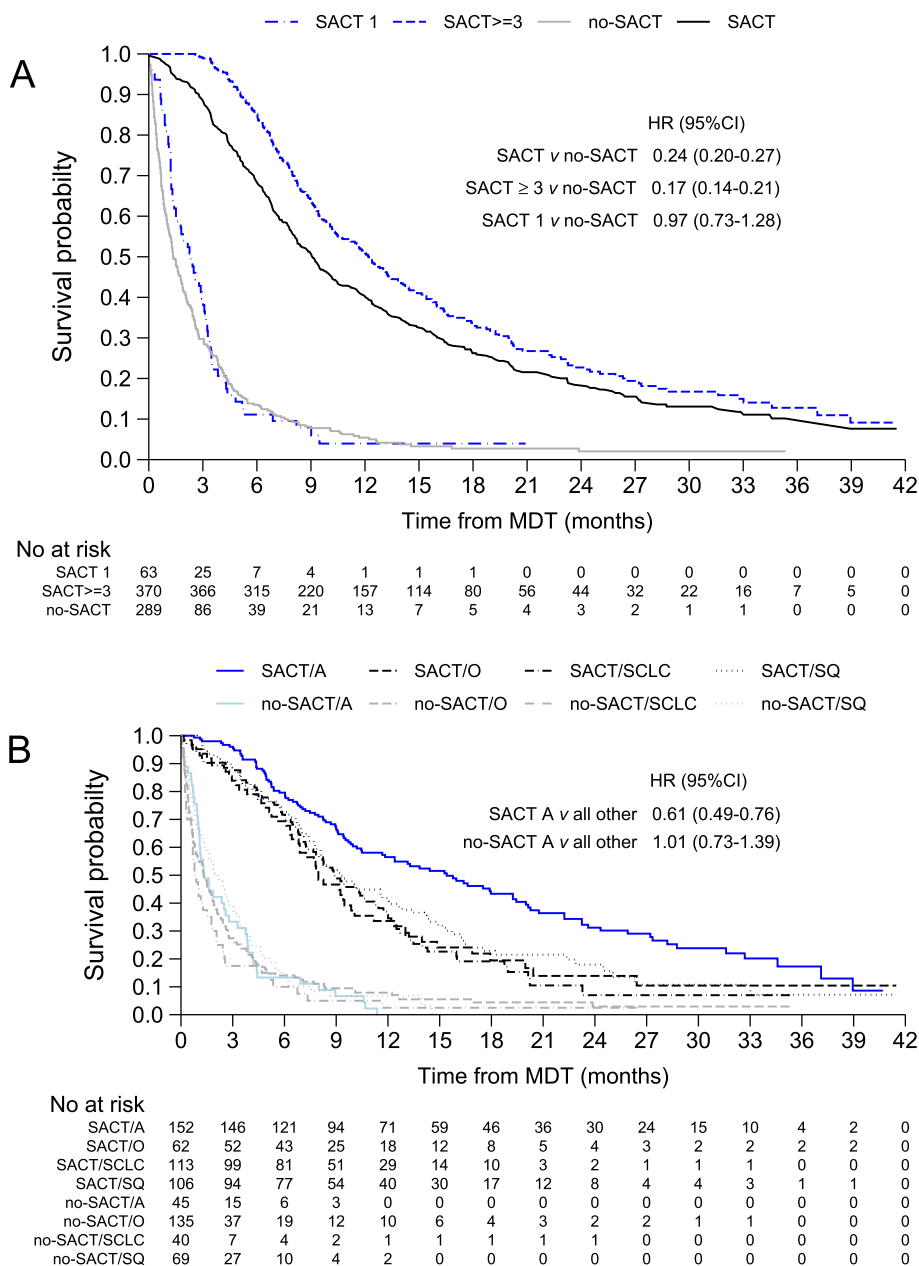 SACT 1 SACT>=3 no-SACT SACT
A
1.0
0.9
0.8
0.7
0.6
0.5
0.4
0.3
0.2
0.1
0.0
Survival probabilty
HR (95%CI)
SACT v no-SACT 0.24 (0.20-0.27)
SACT ≥ 3 v no-SACT 0.17 (0.14-0.21)
SACT 1 v no-SACT 0.97 (0.73-1.28)
0 3 6 9 12 15 18 21 24 27 30 33 36 39 42
Time from MDT (months)
No at risk
SACT 1 63 25 7 4 1 1 1 0 0 0 0 0 0 0 0
SACT>=3 370 366 315 220 157 114 80 56 44 32 22 16 7 5 0
no-SACT 289 86 39 21 13 7 5 4 3 2 1 1 0 0 0
SACT/A SACT/O SACT/SCLC SACT/SQ
no-SACT/A no-SACT/O no-SACT/SCLC no-SACT/SQ
B
1.0
0.9
0.8
0.7
0.6
0.5
0.4
0.3
0.2
0.1
0.0
Survival probabilty
HR (95%CI)
SACT A v all other 0.61 (0.49-0.76)
no-SACT A v all other 1.01 (0.73-1.39)
0 3 6 9 12 15 18 21 24 27 30 33 36 39 42
Time from MDT (months)
No at risk
SACT/A 152 146 121 94 71 59 46 36 30 24 15 10 4 2 0
SACT/O 62 52 43 25 18 12 8 5 4 3 2 2 2 2 0
SACT/SCLC 113 99 81 51 29 14 10 3 2 1 1 1 0 0 0
SACT/SQ 106 94 77 54 40 30 17 12 8 4 4 3 1 1 0
no-SACT/A 45 15 6 3 0 0 0 0 0 0 0 0 0 0 0
no-SACT/O 135 37 19 12 10 6 4 3 2 2 1 1 0 0 0
no-SACT/SCLC 40 7 4 2 1 1 1 1 1 0 0 0 0 0 0
no-SACT/SQ 69 27 10 4 2 0 0 0 0 0 0 0 0 0 0